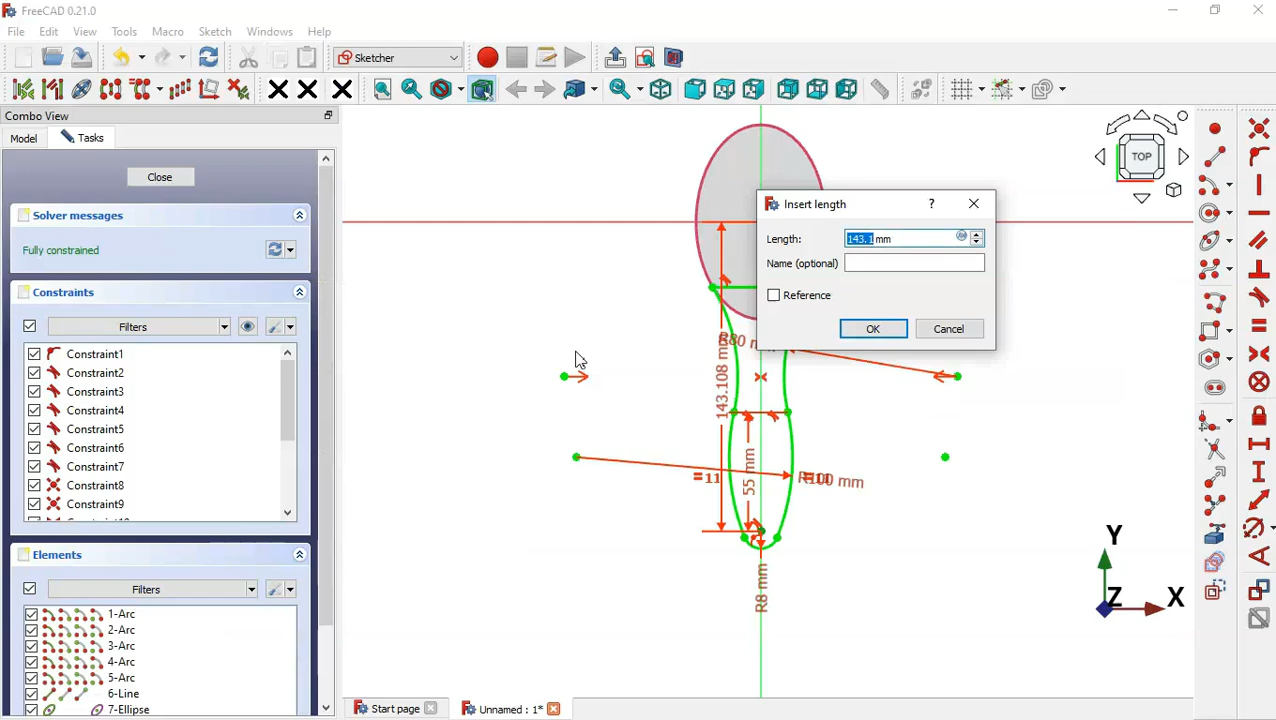 FreeCAD 0.21.0
File Edit View Tools Macro Sketch Windows Help
Sketcher
Combo View
Model Tasks
Close
Solver messages
Fully constrained
Constraints
Filters
Constraint1
Constraint2
Constraint3
Constraint4
Constraint5
Constraint6
Constraint7
Constraint8
Constraint9
Elements
Filters
1-Arc
2-Arc
3-Arc
4-Arc
5-Arc
6-Line
7-Ellipse
TOP
Insert length
?
Length: 143.1 mm
Name (optional)
Reference
OK Cancel
143.108 mm
=11
55 mm
R100 mm
=11
R8 mm
Y
Z X
Start page Unnamed : 1*